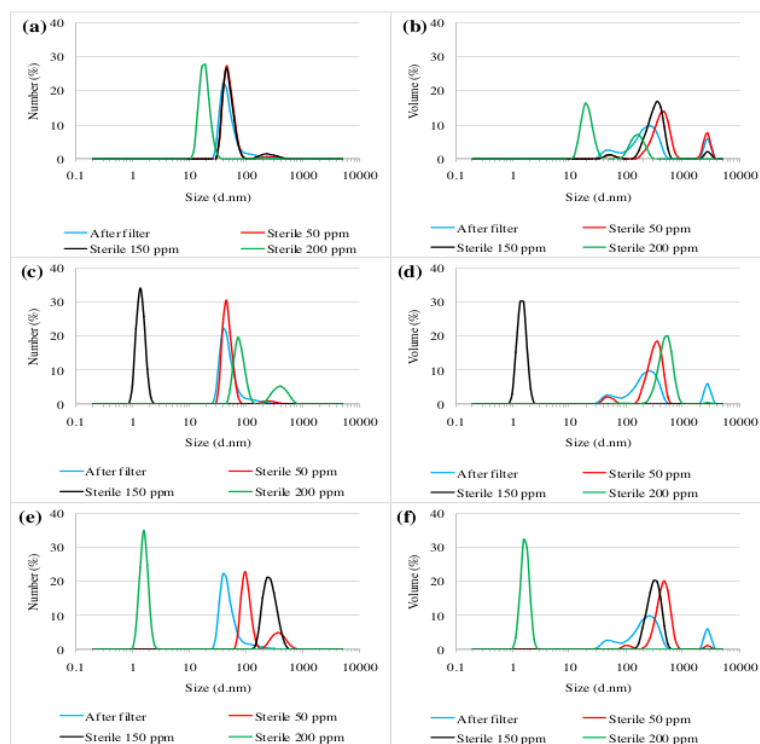 (a)
40
30
20
10
0
Number (%)
0.1 1 10 100 1000 10000
Size (d.nm)
After filter Sterile 50 ppm
Sterile 150 ppm Sterile 200 ppm
(b)
40
30
20
10
0
Volume (%)
0.1 1 10 100 1000 10000
Size (d.nm)
After filter Sterile 50 ppm
Sterile 150 ppm Sterile 200 ppm
(c)
40
30
20
10
0
Number (%)
0.1 1 10 100 1000 10000
Size (d.nm)
After filter Sterile 50 ppm
Sterile 150 ppm Sterile 200 ppm
(d)
40
30
20
10
0
Volume (%)
0.1 1 10 100 1000 10000
Size (d.nm)
After filter Sterile 50 ppm
Sterile 150 ppm Sterile 200 ppm
(e)
40
30
20
10
0
Number (%)
0.1 1 10 100 1000 10000
Size (d.nm)
After filter Sterile 50 ppm
Sterile 150 ppm Sterile 200 ppm
(f)
40
30
20
10
0
Volume (%)
0.1 1 10 100 1000 10000
Size (d.nm)
After filter Sterile 50 ppm
Sterile 150 ppm Sterile 200 ppm